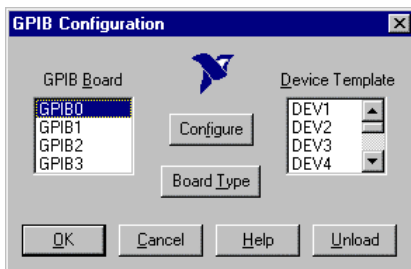 GPIB Configuration
GPIB Board
Device Template
GPIB0
GPIB1
GPIB2
GPIB3
Configure
Board Type
DEV1
DEV2
DEV3
DEV4
OK
Cancel
Help
Unload